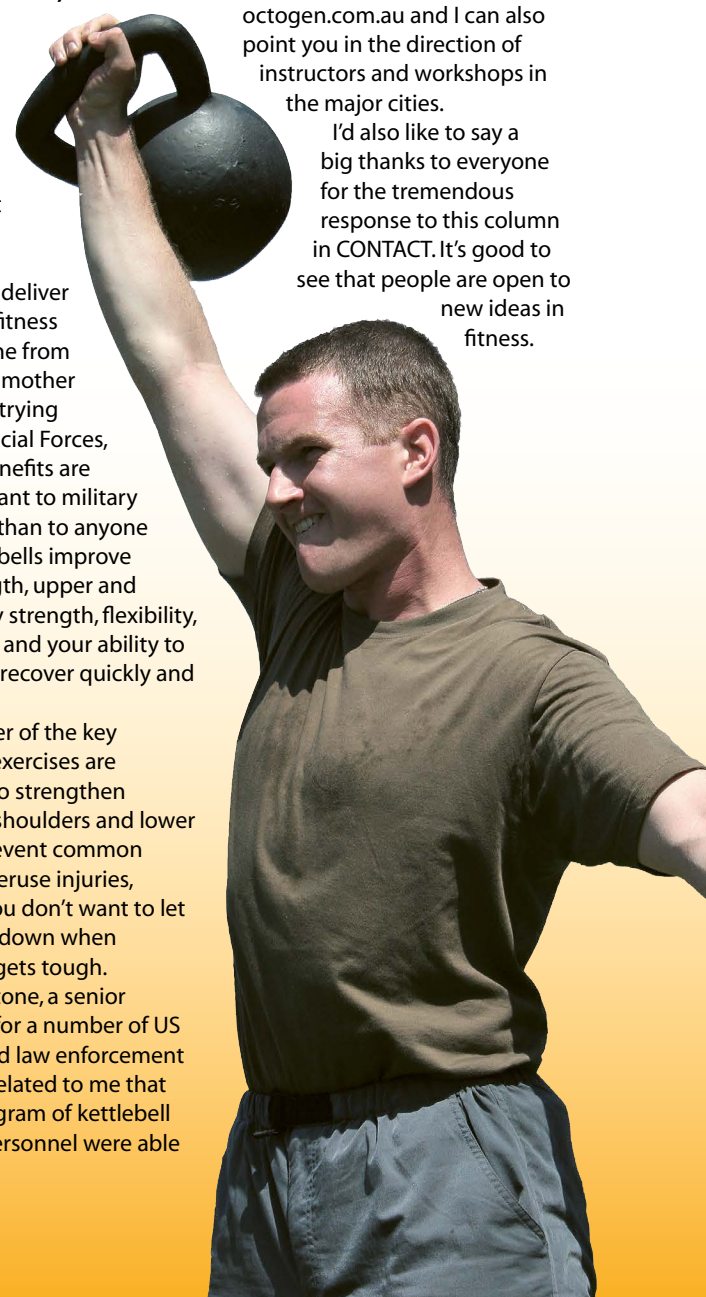 deliver
fitness
ne from
mother
trying
cial Forces,
nefits are
ant to military
than to anyone
bells improve
gth, upper and
y strength, flexibility,
and your ability to
recover quickly and
er of the key
exercises are
o strengthen
shoulders and lower
event common
eruse injuries,
ou don't want to let
down when
gets tough.
tone, a senior
for a number of US
d law enforcement
elated to me that
gram of kettlebell
ersonnel were able
octogen.com.au and I can also
point you in the direction of
instructors and workshops in
the major cities.
I'd also like to say a
big thanks to everyone
for the tremendous
response to this column
in CONTACT. It's good to
see that people are open to
new ideas in
fitness.